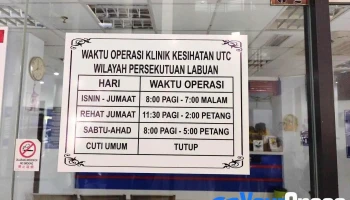 WAKTU OPERASI KLINIK KESIHATAN UTC
WILAYAH PERSEKUTUAN LABUAN
HARI WAKTU OPERASI
ISNIN - JUMAAT 8:00 PAGI - 7:00 MALAM
REHAT JUMAAT 11:30 PAGI - 2:00 PETANG
SABTU-AHAD 8:00 PAGI - 5:00 PETANG
CUTI UMUM TUTUP